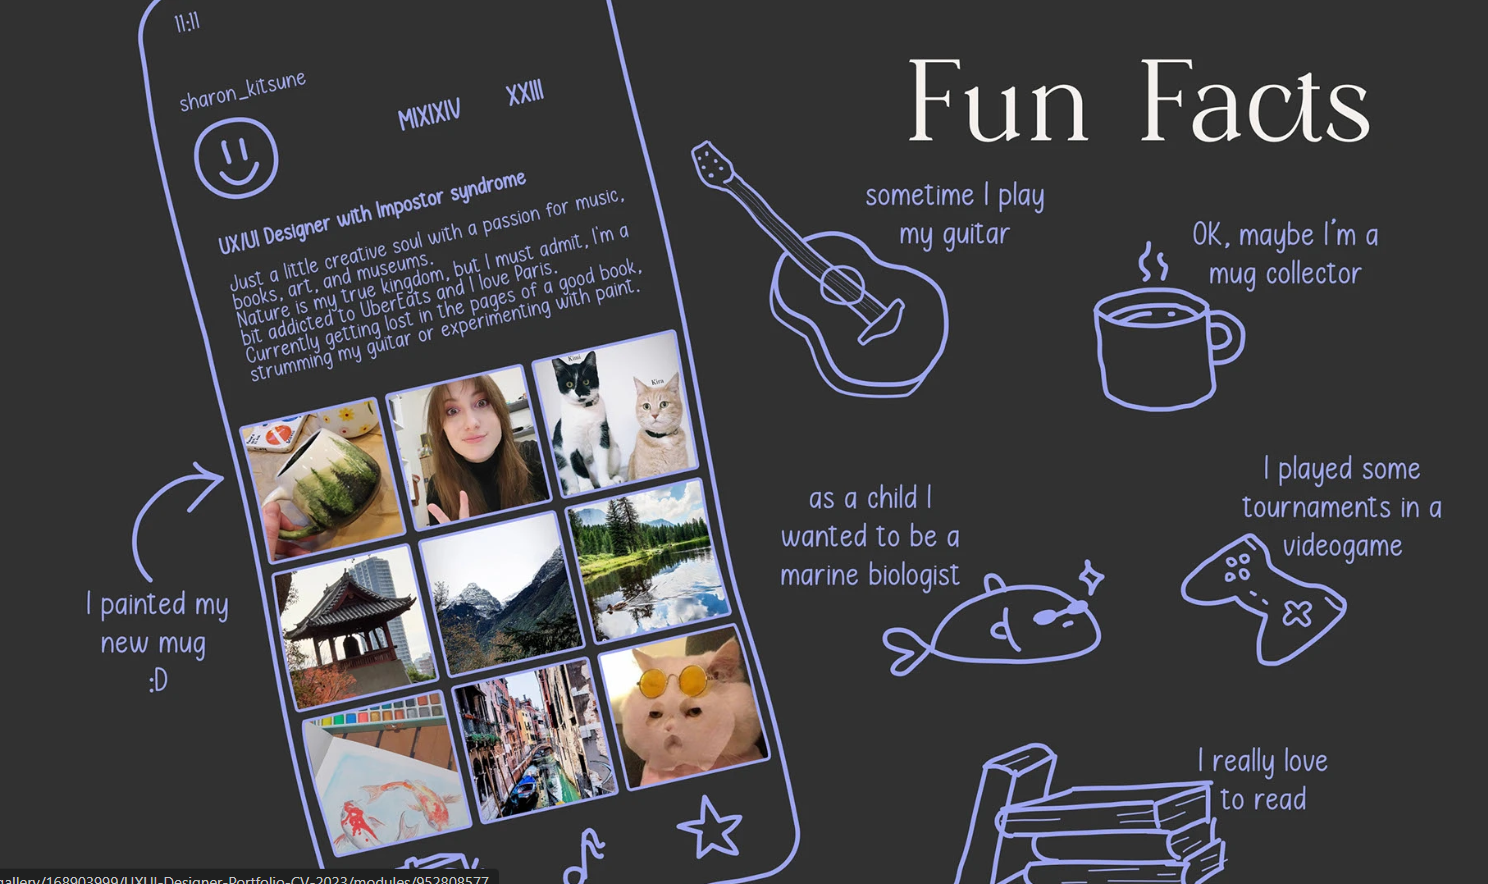 11:11
sharon_kitsune
MIXIXIV
XXIII
UX/UI Designer with Impostor syndrome
Just a little creative soul with a passion for music,
books, art, and museums.
Nature is my true kingdom, but I must admit, I'm a
bit addicted to UberEats and I love Paris.
Currently getting lost in the pages of a good book,
strumming my guitar or experimenting with paint.
Kira
I painted my
new mug
:D
Fun Facts
sometime I play
my guitar
OK, maybe I'm a
mug collector
as a child I
wanted to be a
marine biologist
I played some
tournaments in a
videogame
I really love
to read
gallery/168903999/UXUI-Designer-Portfolio-CV-2023/modules/952808577